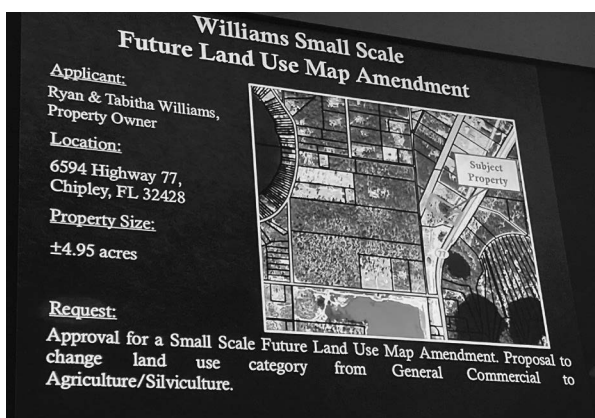 Williams Small Scale
Future Land Use Map Amendment
Applicant:
Ryan & Tabitha Williams,
Property Owner
Location:
6594 Highway 77,
Chipley, FL 32428
Property Size:
±4.95 acres
Subject
Property
Request:
Approval for a Small Scale Future Land Use Map Amendment. Proposal to
change land use category from General Commercial to
Agriculture/Silviculture.